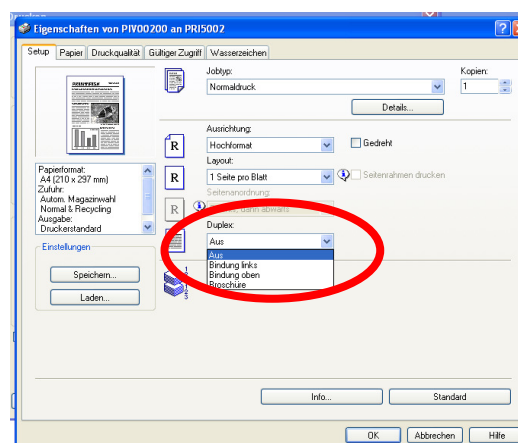 Eigenschaften von PIV00200 an PRI5002
Setup Papier Druckqualität Gültiger Zugriff Wasserzeichen
Jobtyp:
Normaldruck
Kopien:
1
Details...
Ausrichtung:
Hochformat
Gedreht
Layout:
1 Seite pro Blatt
Seitenrahmen drucken
Seitenanordnung:
dann abwärts
Duplex:
Aus
Aus
Bindung links
Bindung oben
Broschüre
Papierformat:
A4 (210 x 297 mm)
Zufuhr:
Autom. Magazinwahl
Normal & Recycling
Ausgabe:
Druckerstandard
Einstellungen
Speichern...
Laden...
Info...
Standard
OK
Abbrechen
Hilfe